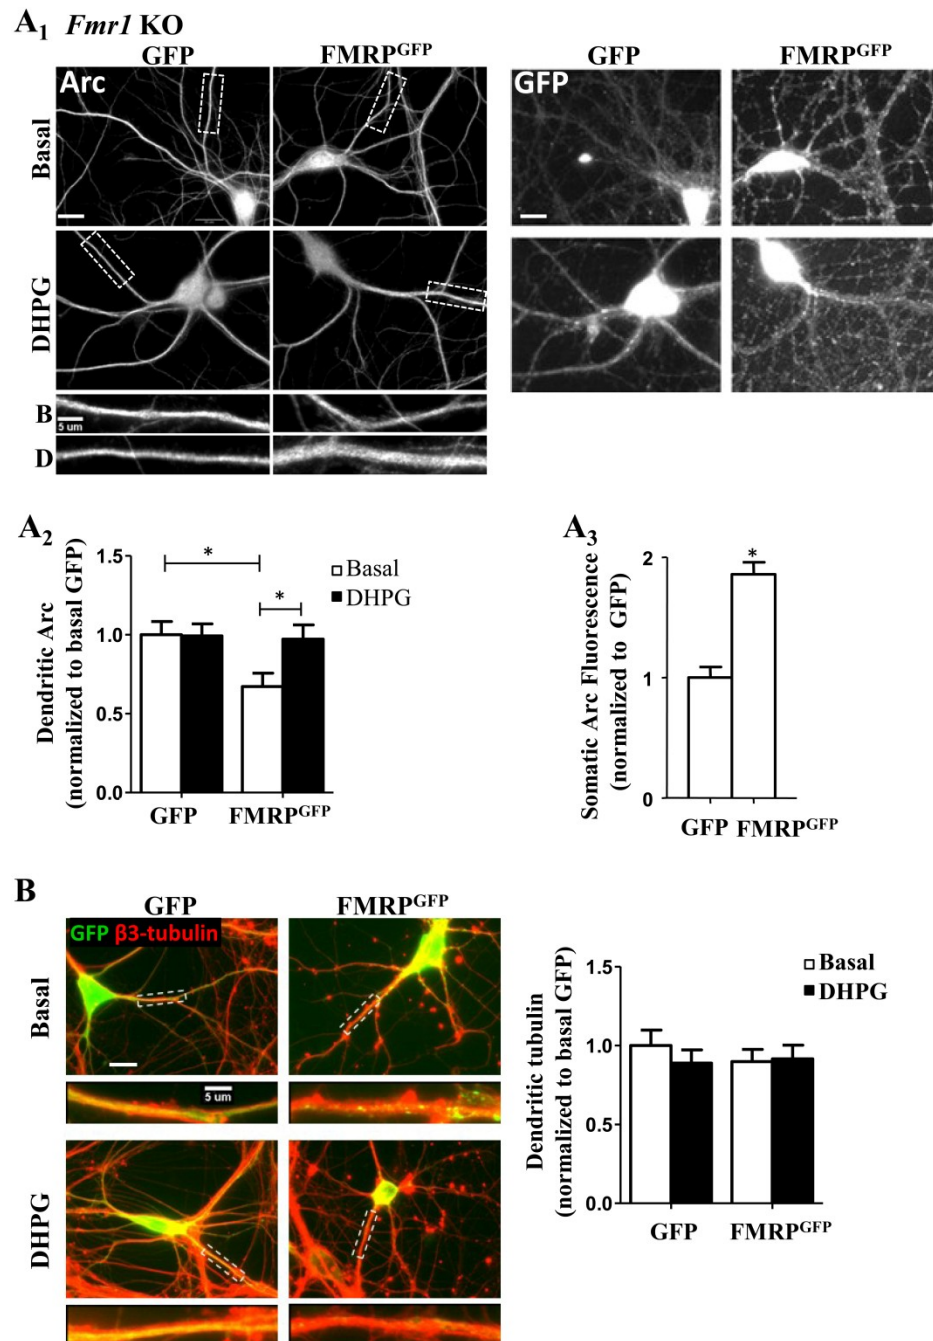 A1 Fmr1 KO
GFP FMRPGFP GFP FMRPGFP
Arc GFP
Basal
DHPG
B
5 um
D
A2
Dendritic Arc
(normalized to basal GFP)
1.5
1.0
0.5
0.0
* *
Basal
DHPG
GFP FMRPGFP
A3
Somatic Arc Fluorescence
(normalized to GFP)
2
1
0
*
GFP FMRPGFP
B
GFP FMRPGFP
GFP β3-tubulin
Basal
5 um
DHPG
Dendritic tubulin
(normalized to basal GFP)
1.5
1.0
0.5
0.0
Basal
DHPG
GFP FMRPGFP